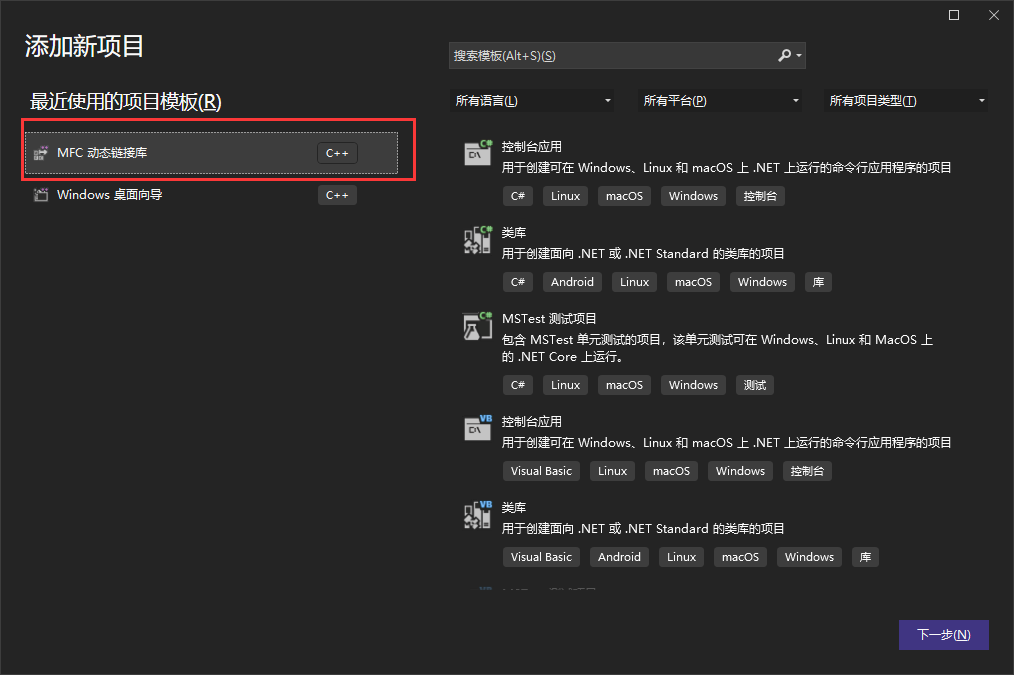 添加新项目
最近使用的项目模板(R)
MFC 动态链接库
C++
Windows 桌面向导
C++
搜索模板(Alt+S)(S)
所有语言(L) 所有平台(P) 所有项目类型(T)
C#
控制台应用
用于创建可在 Windows、Linux 和 macOS 上 .NET 上运行的命令行应用程序的项目
C# Linux macOS Windows 控制台
C#
类库
用于创建面向 .NET 或 .NET Standard 的类库的项目
C# Android Linux macOS Windows 库
C#
MSTest 测试项目
包含 MSTest 单元测试的项目，该单元测试可在 Windows、Linux 和 MacOS 上
的 .NET Core 上运行。
C# Linux macOS Windows 测试
VB
控制台应用
用于创建可在 Windows、Linux 和 macOS 上 .NET 上运行的命令行应用程序的项目
Visual Basic Linux macOS Windows 控制台
VB
类库
用于创建面向 .NET 或 .NET Standard 的类库的项目
Visual Basic Android Linux macOS Windows 库
下一步(N)